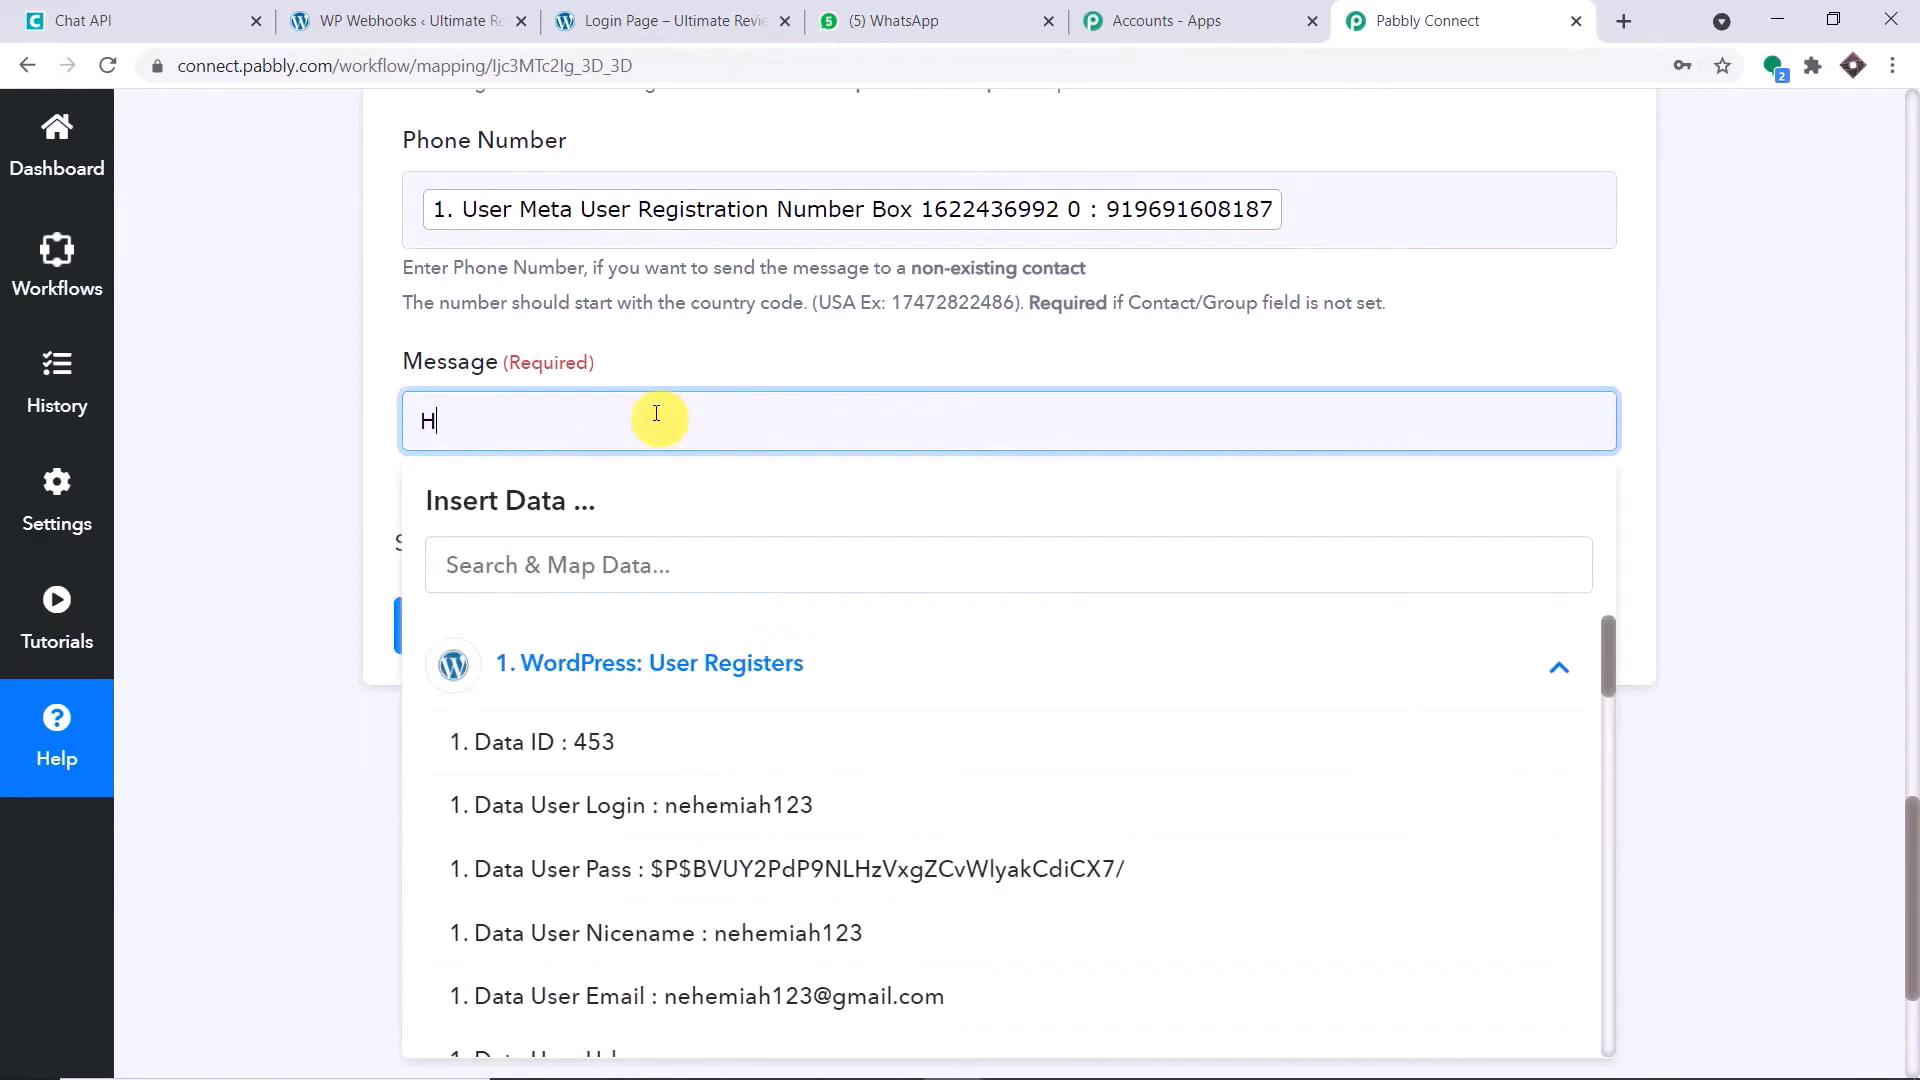 Chat API
WP Webhooks ‹ Ultimate Re
Login Page – Ultimate Revie
5
(5) WhatsApp
Accounts - Apps
Pabbly Connect
connect.pabbly.com/workflow/mapping/Ijc3MTc2Ig_3D_3D
2
Dashboard
Workflows
History
Settings
Tutorials
Help
Phone Number
1. User Meta User Registration Number Box 1622436992 0 : 919691608187
Enter Phone Number, if you want to send the message to a non-existing contact
The number should start with the country code. (USA Ex: 17472822486). Required if Contact/Group field is not set.
Message (Required)
H
Insert Data ...
Search & Map Data...
1. WordPress: User Registers
1. Data ID : 453
1. Data User Login : nehemiah123
1. Data User Pass : $P$BVUY2PdP9NLHzVxgZCvWlyakCdiCX7/
1. Data User Nicename : nehemiah123
1. Data User Email : nehemiah123@gmail.com